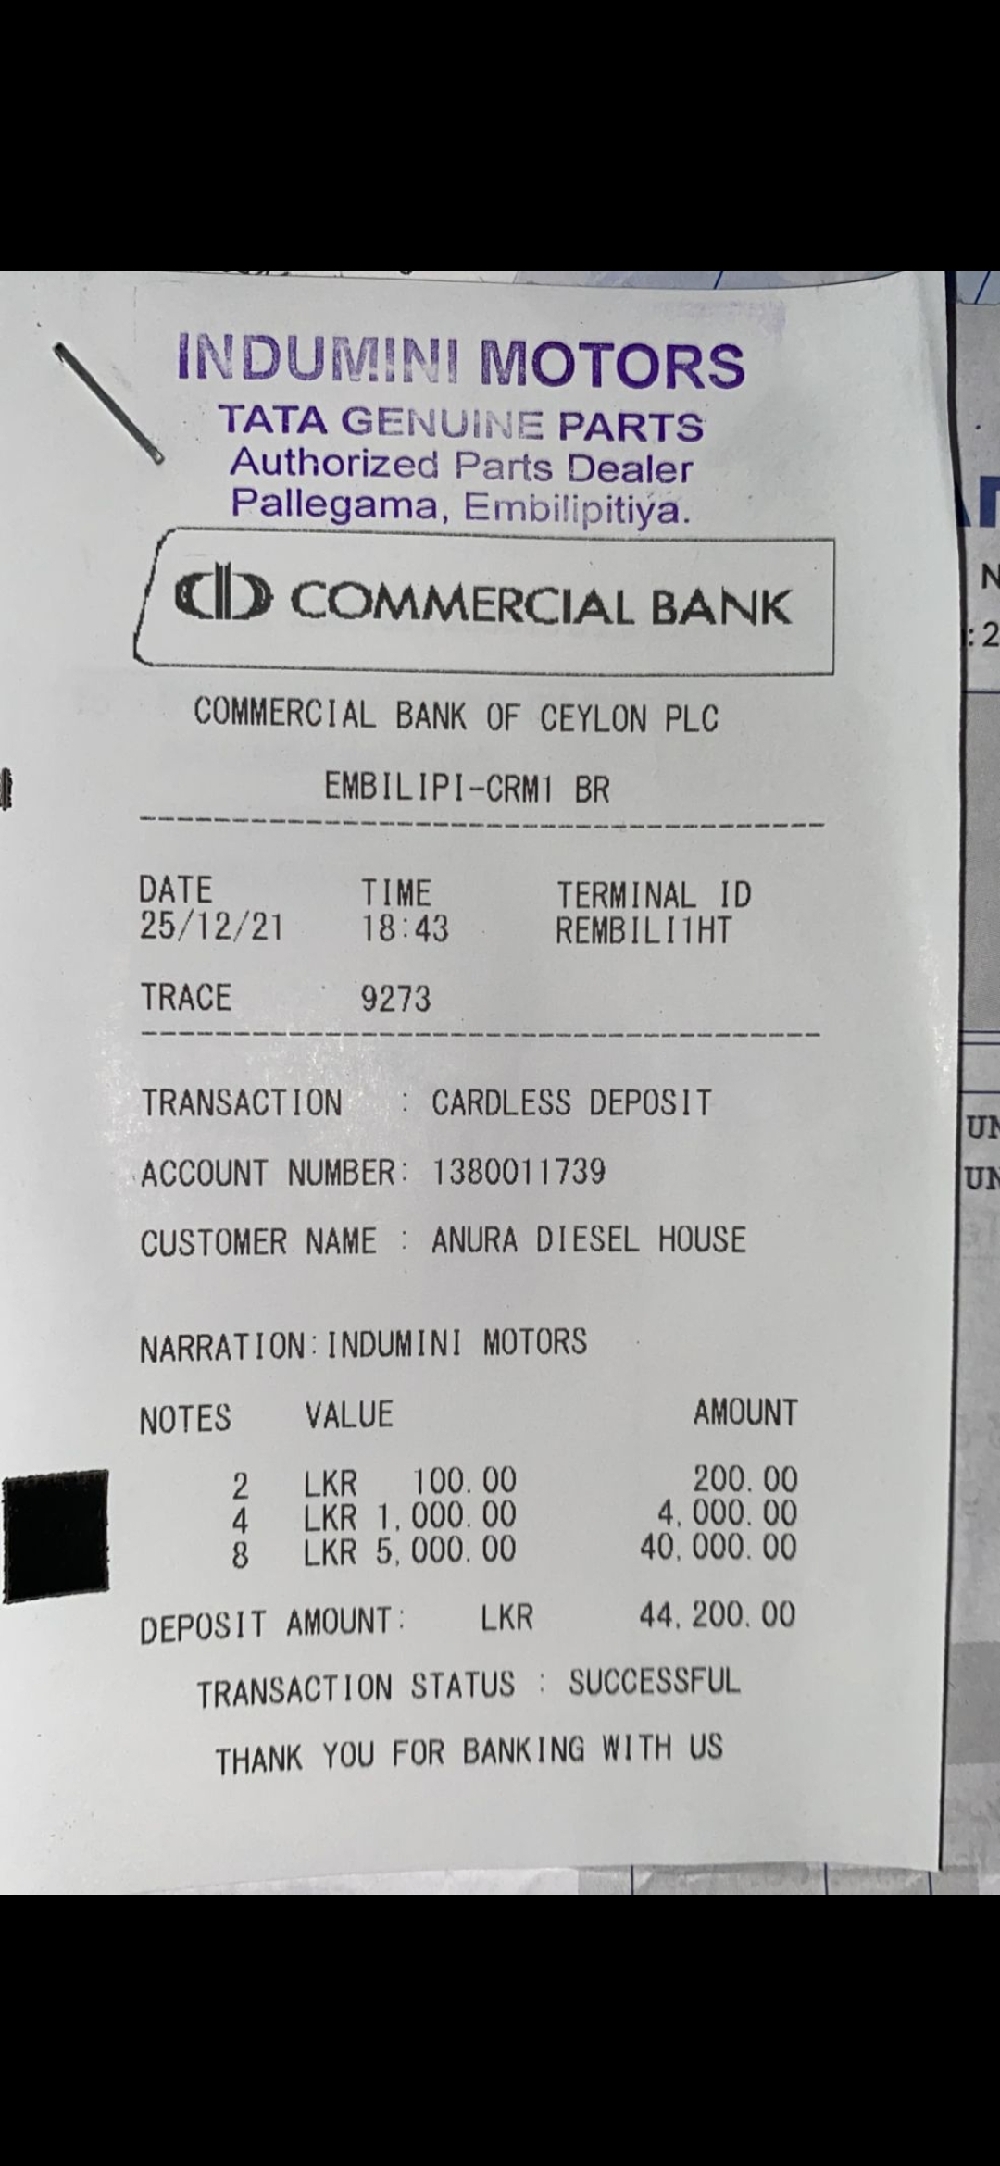 INDUMINI MOTORS
TATA GENUINE PARTS
Authorized Parts Dealer
Pallegama, Embilipitiya.
COMMERCIAL BANK
COMMERCIAL BANK OF CEYLON PLC
EMBILIPI-CRM1 BR
DATE TIME TERMINAL ID
25/12/21 18:43 REMBILI1HT
TRACE 9273
TRANSACTION : CARDLESS DEPOSIT
ACCOUNT NUMBER: 1380011739
CUSTOMER NAME : ANURA DIESEL HOUSE
NARRATION:INDUMINI MOTORS
NOTES VALUE AMOUNT
2 LKR 100.00 200.00
4 LKR 1,000.00 4,000.00
8 LKR 5,000.00 40,000.00
DEPOSIT AMOUNT: LKR 44,200.00
TRANSACTION STATUS : SUCCESSFUL
THANK YOU FOR BANKING WITH US
N
:2
UN
UN